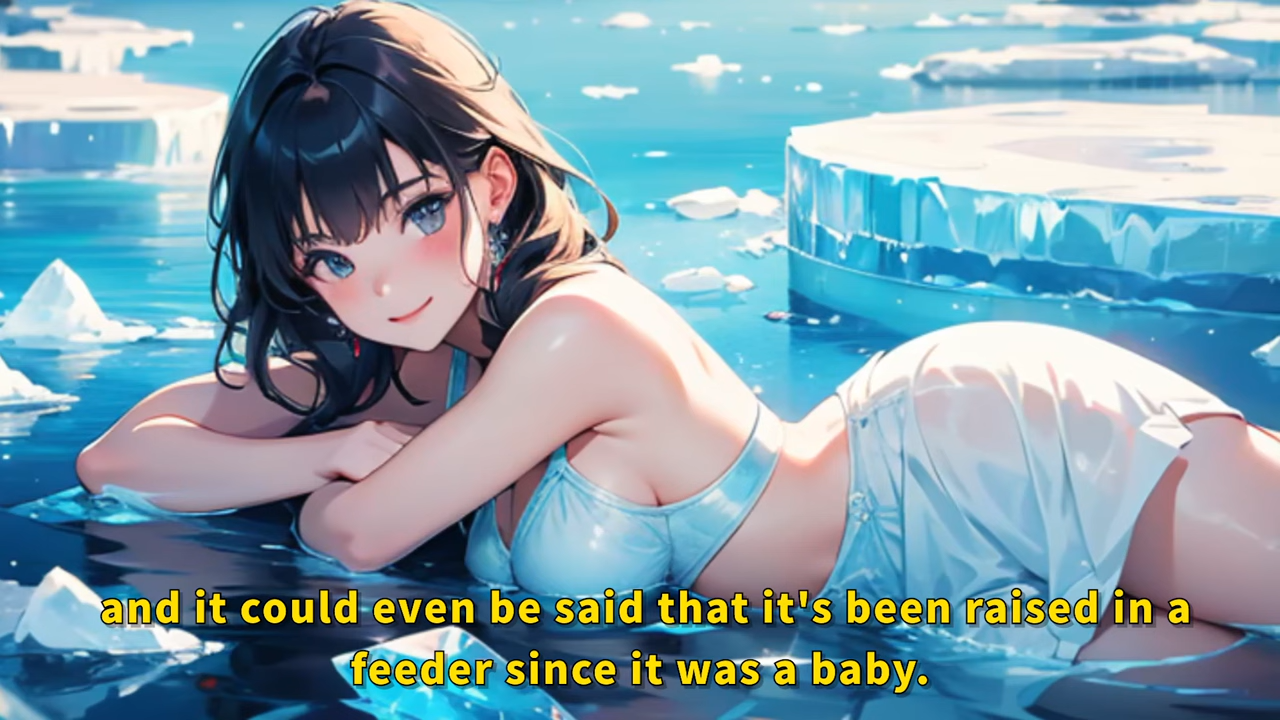 and it could even be said that it's been raised in a
feeder since it was a baby.